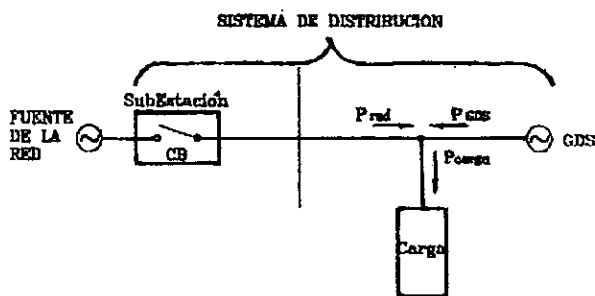 SISTEMA DE DISTRIBUCION
SubEstación
FUENTE
DE LA
RED
CB
Pred
PGDS
GDS
Pcarga
Carga